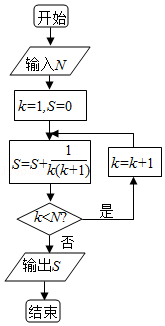 开始
输入N
k=1,S=0
S=S+1/k(k+1)
k=k+1
k<N?
是
否
输出S
结束